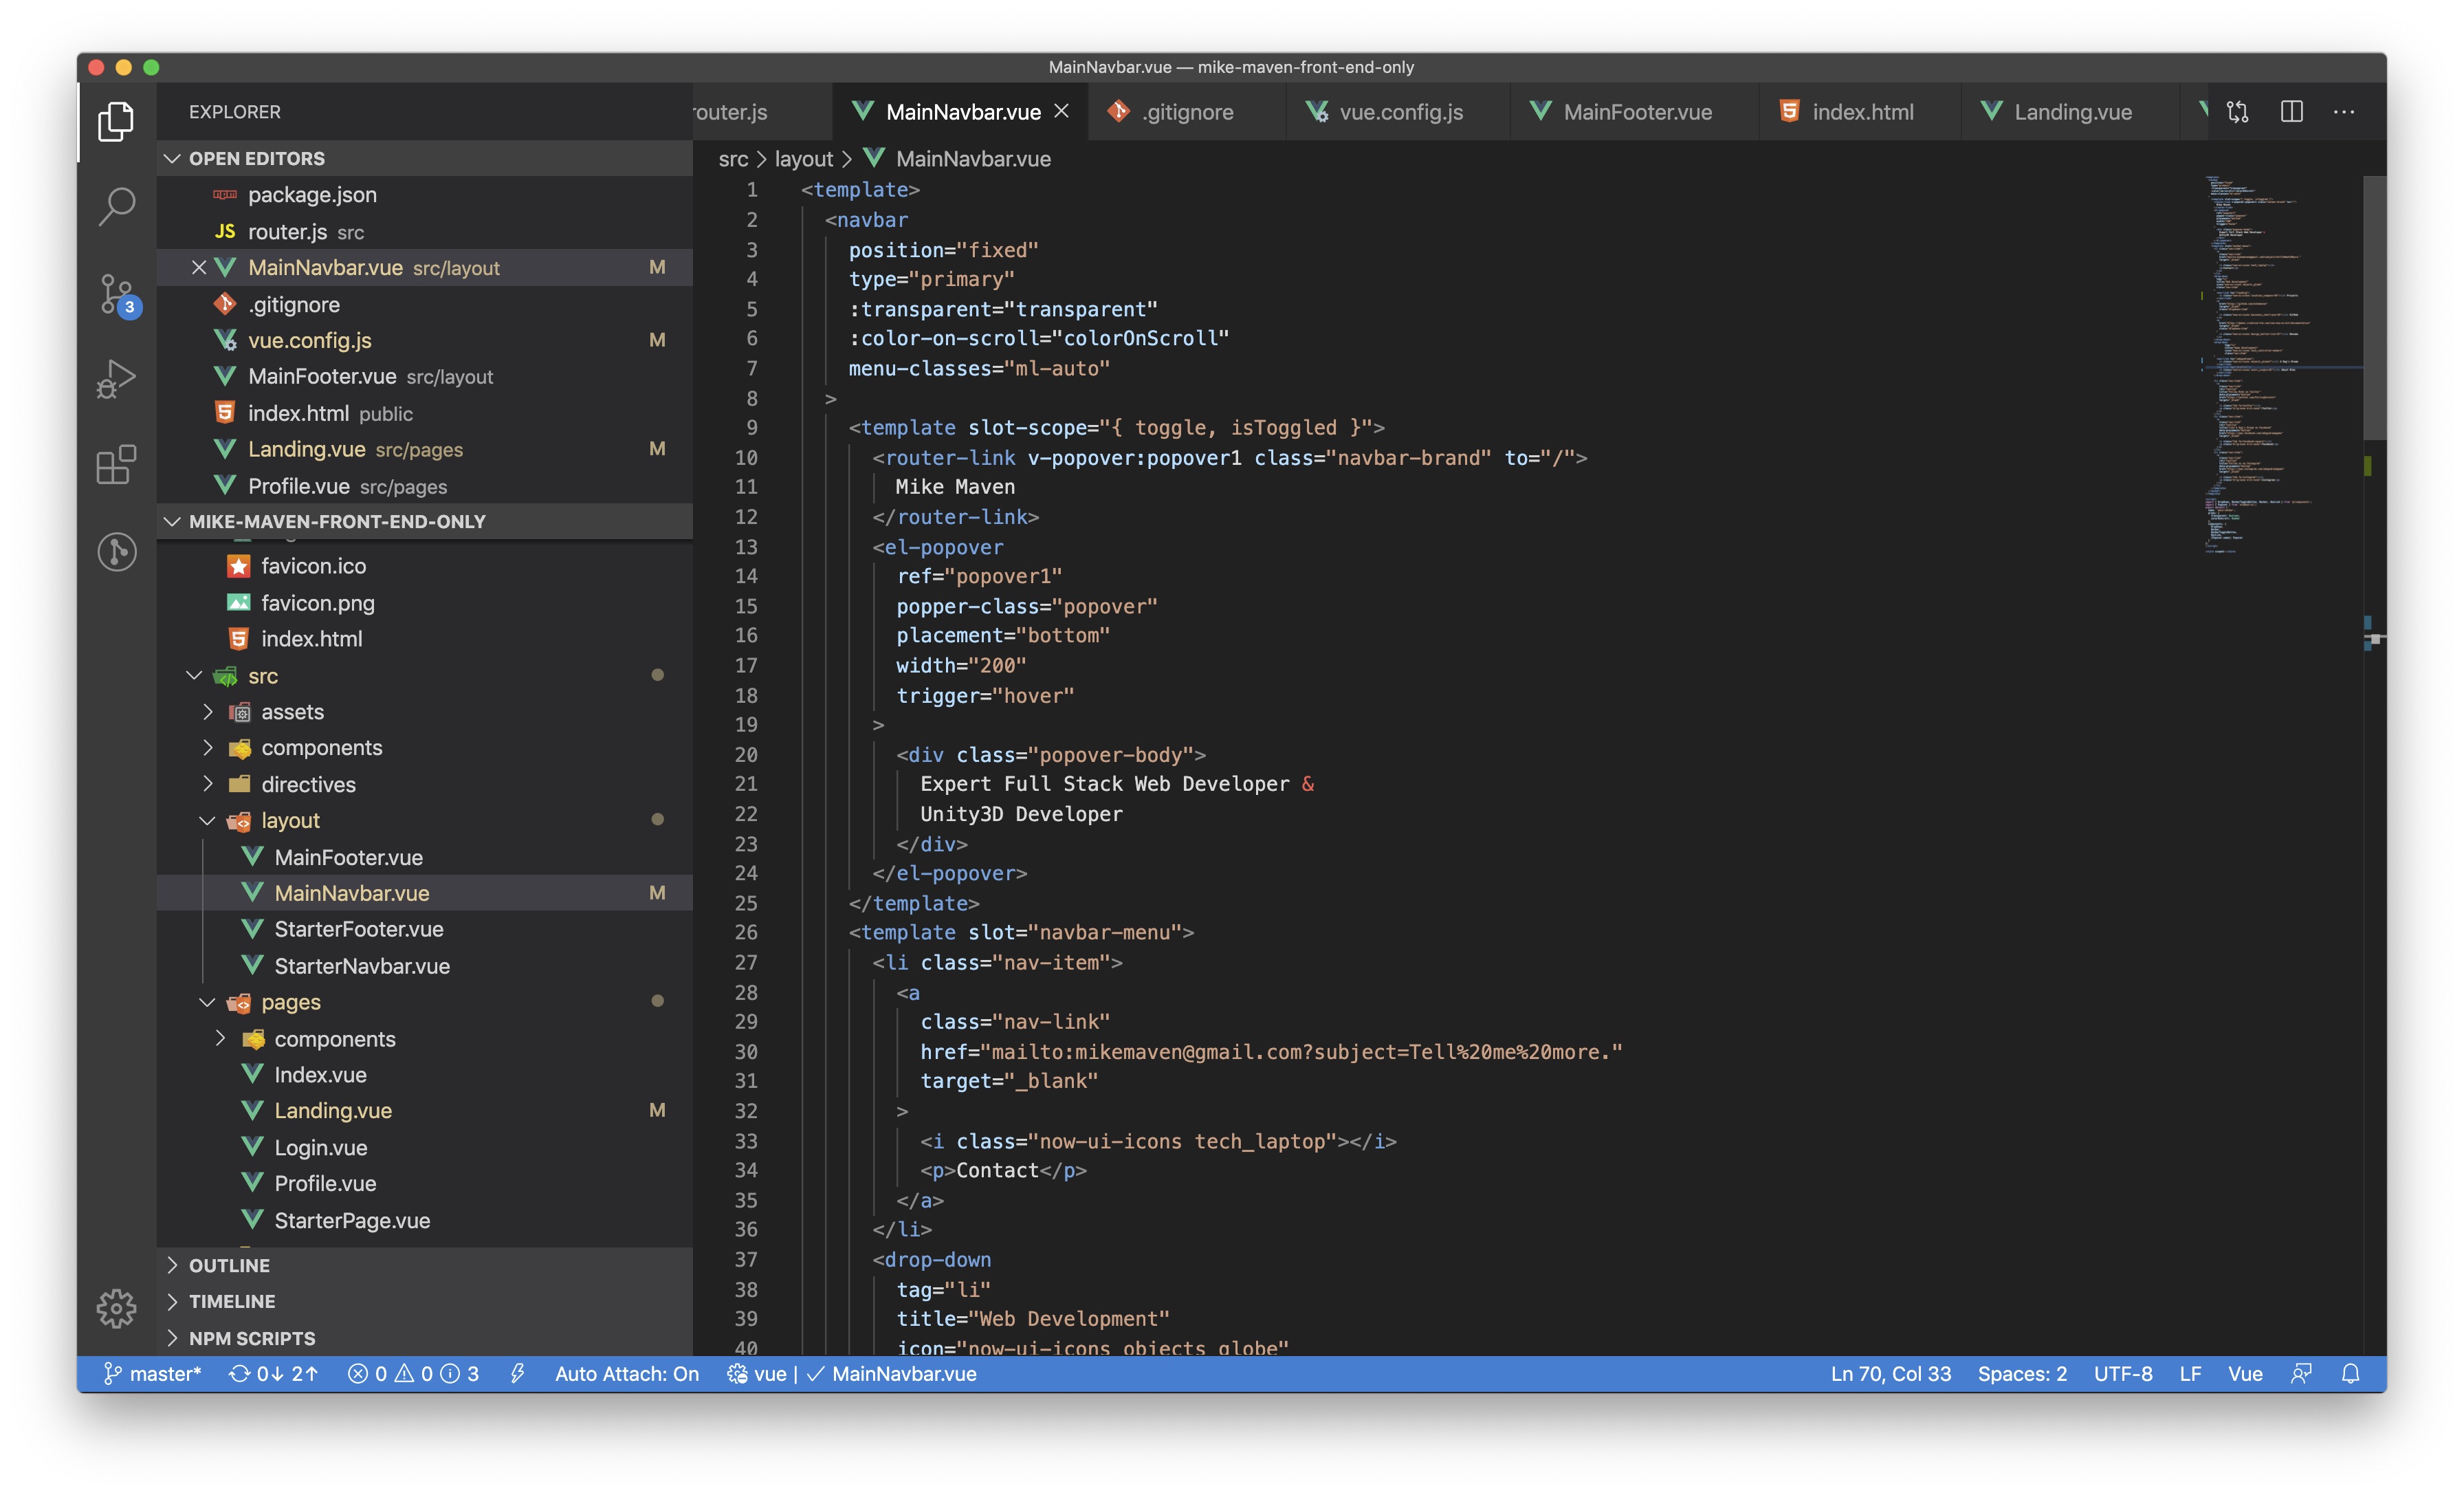 MainNavbar.vue — mike-maven-front-end-only
EXPLORER
router.js
MainNavbar.vue
.gitignore
vue.config.js
MainFooter.vue
index.html
Landing.vue
OPEN EDITORS
package.json
JS router.js src
MainNavbar.vue src/layout M
.gitignore
vue.config.js M
MainFooter.vue src/layout
index.html public
Landing.vue src/pages M
Profile.vue src/pages
MIKE-MAVEN-FRONT-END-ONLY
favicon.ico
favicon.png
index.html
src
assets
components
directives
layout
MainFooter.vue
MainNavbar.vue M
StarterFooter.vue
StarterNavbar.vue
pages
components
Index.vue
Landing.vue M
Login.vue
Profile.vue
StarterPage.vue
OUTLINE
TIMELINE
NPM SCRIPTS
3
src > layout > MainNavbar.vue
1 <template>
2 <navbar
3 position="fixed"
4 type="primary"
5 :transparent="transparent"
6 :color-on-scroll="colorOnScroll"
7 menu-classes="ml-auto"
8 >
9 <template slot-scope="{ toggle, isToggled }">
10 <router-link v-popover:popover1 class="navbar-brand" to="/">
11 Mike Maven
12 </router-link>
13 <el-popover
14 ref="popover1"
15 popper-class="popover"
16 placement="bottom"
17 width="200"
18 trigger="hover"
19 >
20 <div class="popover-body">
21 Expert Full Stack Web Developer &
22 Unity3D Developer
23 </div>
24 </el-popover>
25 </template>
26 <template slot="navbar-menu">
27 <li class="nav-item">
28 <a
29 class="nav-link"
30 href="mailto:mikemaven@gmail.com?subject=Tell%20me%20more."
31 target="_blank"
32 >
33 <i class="now-ui-icons tech_laptop"></i>
34 <p>Contact</p>
35 </a>
36 </li>
37 <drop-down
38 tag="li"
39 title="Web Development"
40 icon="now-ui-icons objects_globe"
master* 0↓ 2↑ 0 0 3 Auto Attach: On vue | ✓ MainNavbar.vue Ln 70, Col 33 Spaces: 2 UTF-8 LF Vue